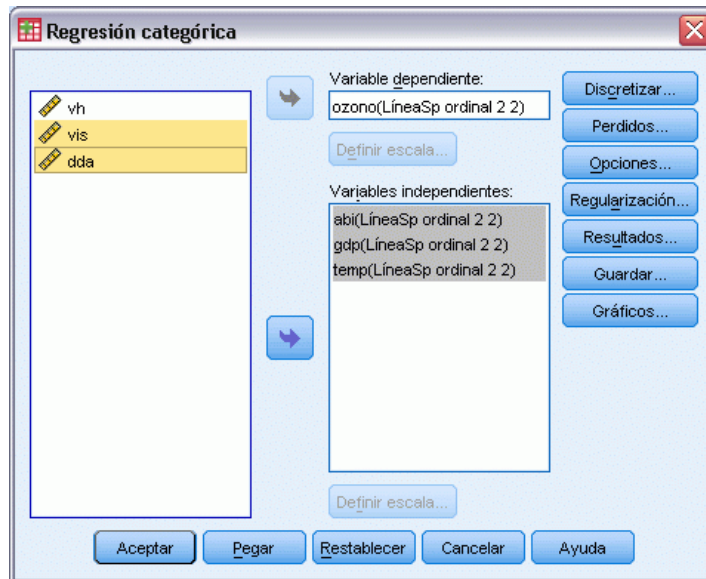 Regresión categórica
vh
vis
dda
Variable dependiente:
ozono(LíneaSp ordinal 2 2)
Definir escala...
Variables independientes:
abi(LíneaSp ordinal 2 2)
gdp(LíneaSp ordinal 2 2)
temp(LíneaSp ordinal 2 2)
Definir escala...
Discretizar...
Perdidos...
Opciones...
Regularización...
Resultados...
Guardar...
Gráficos...
Aceptar
Pegar
Restablecer
Cancelar
Ayuda